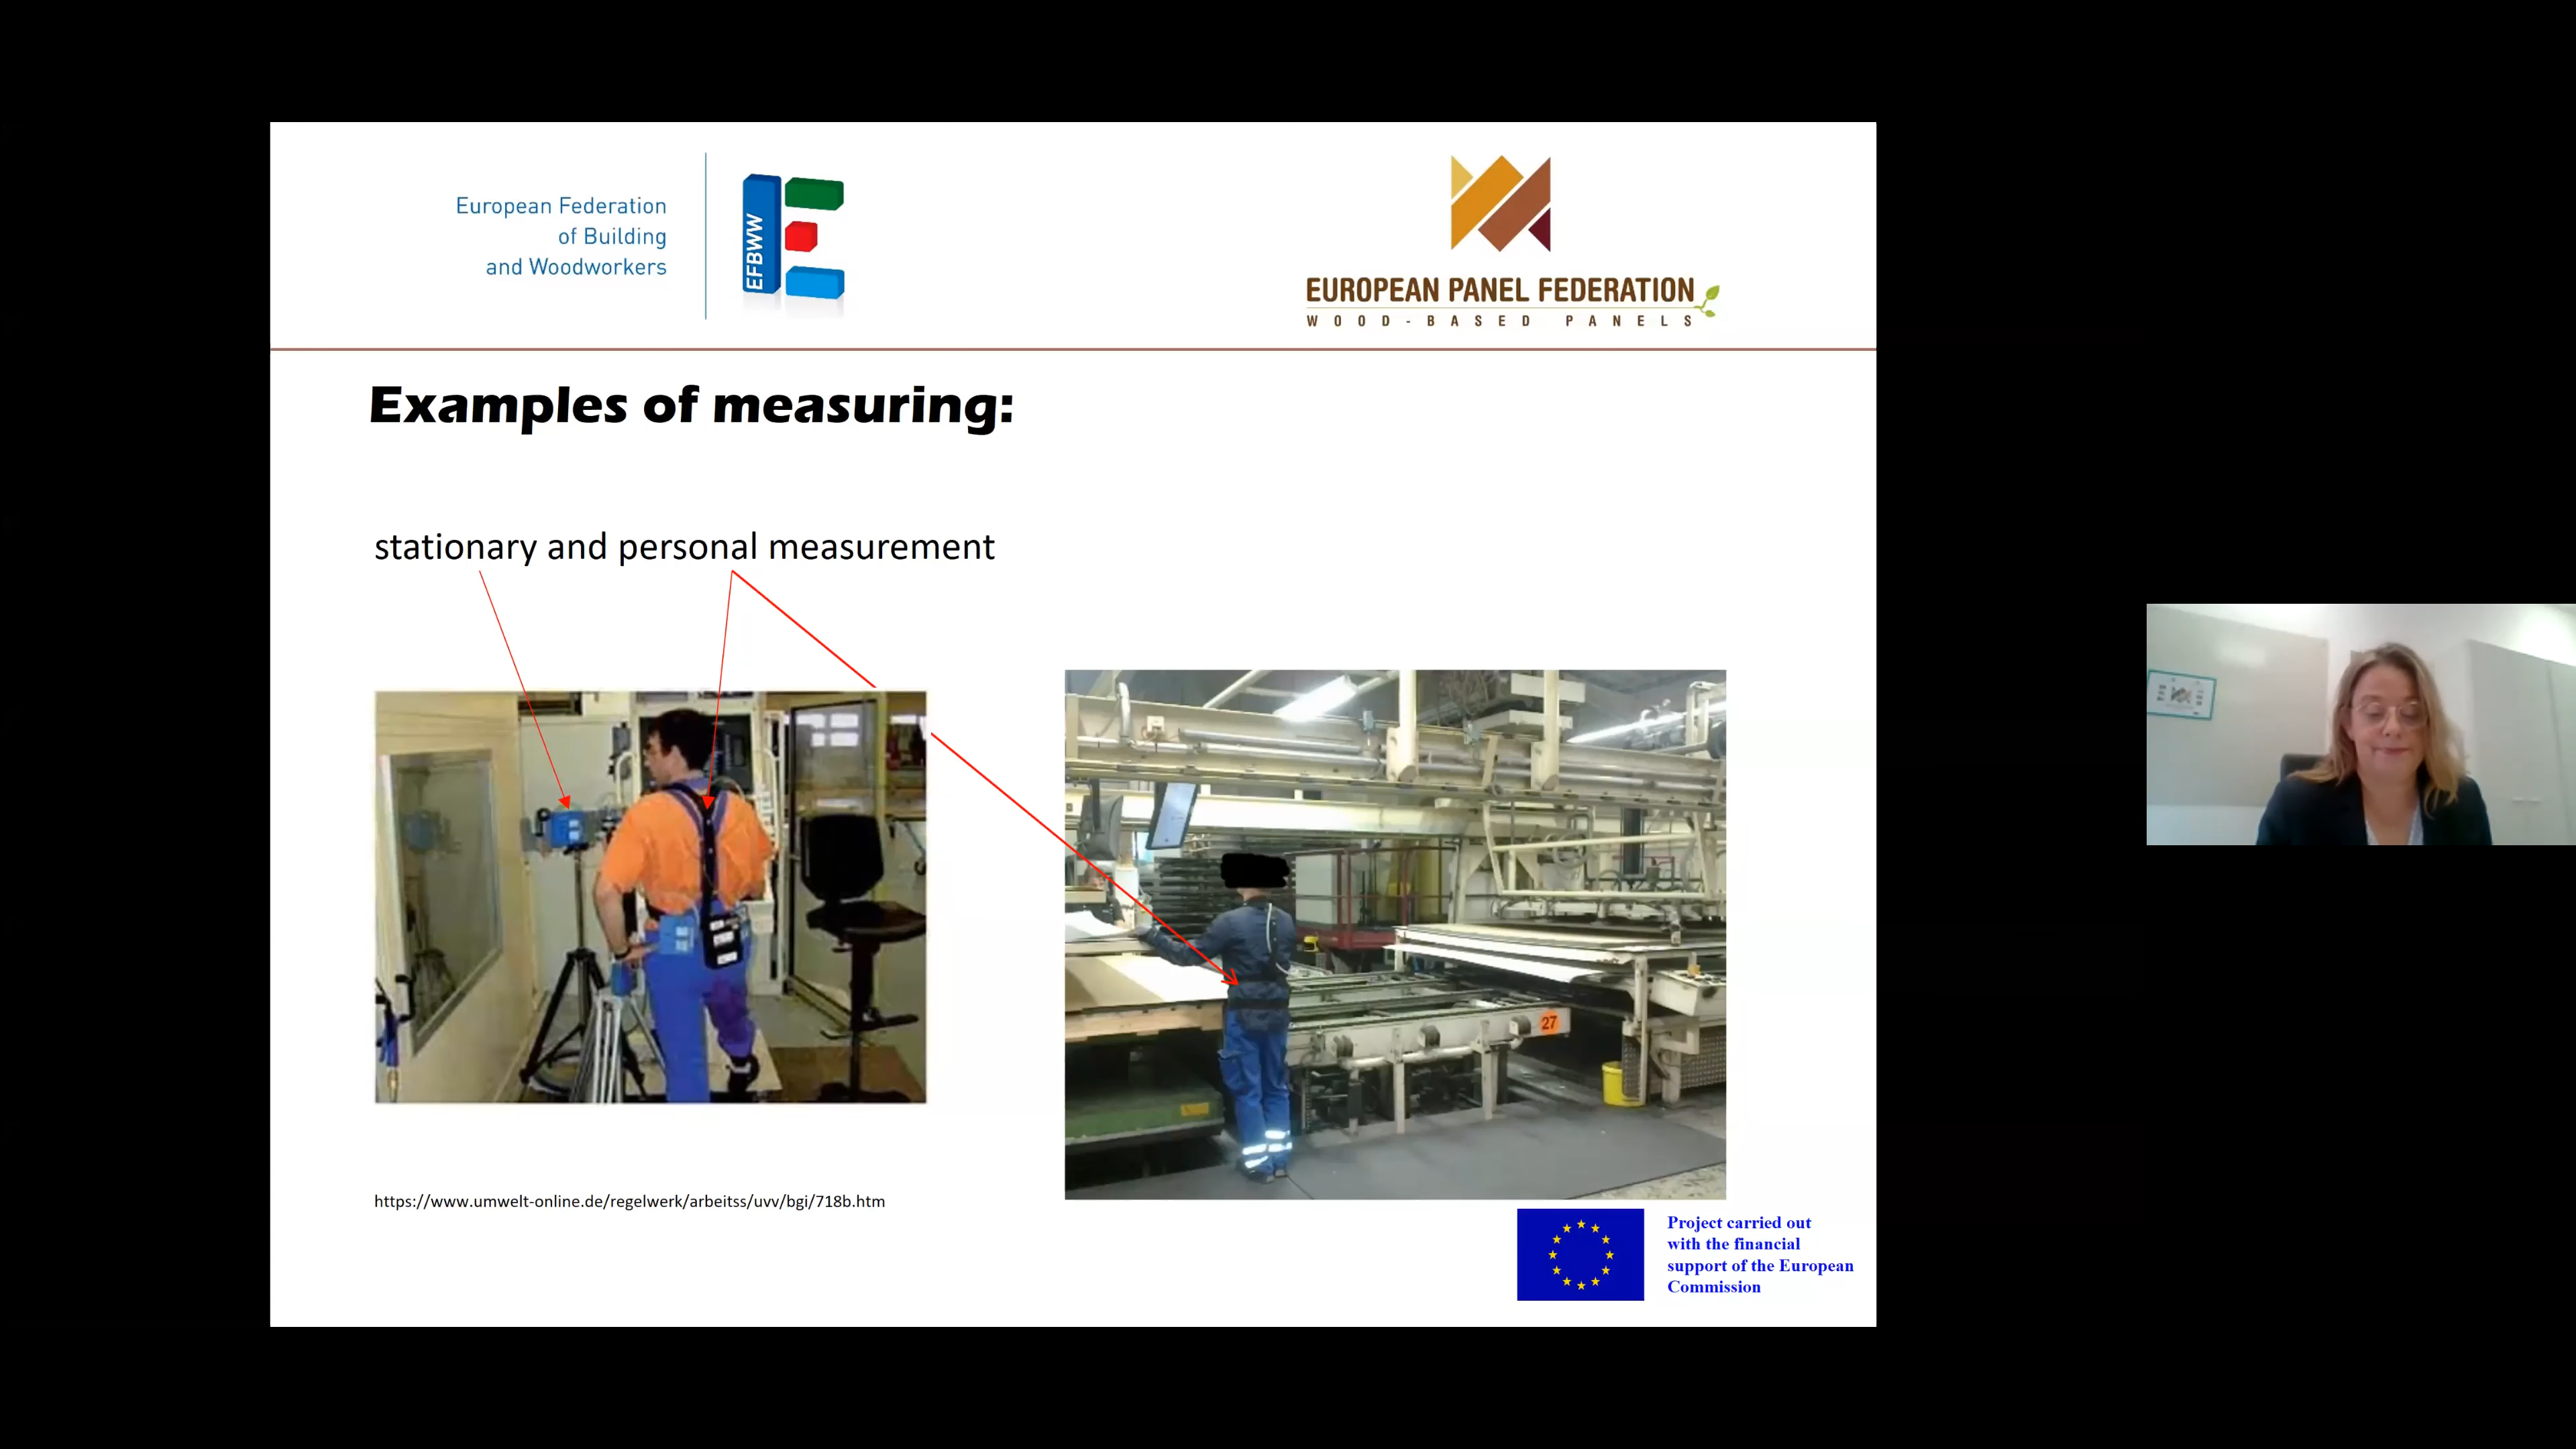 European Federation
of Building
and Woodworkers
EFBWW
EUROPEAN PANEL FEDERATION
WOOD-BASED PANELS
Examples of measuring:
stationary and personal measurement
27
https://www.umwelt-online.de/regelwerk/arbeitss/uvv/bgi/718b.htm
Project carried out
with the financial
support of the European
Commission